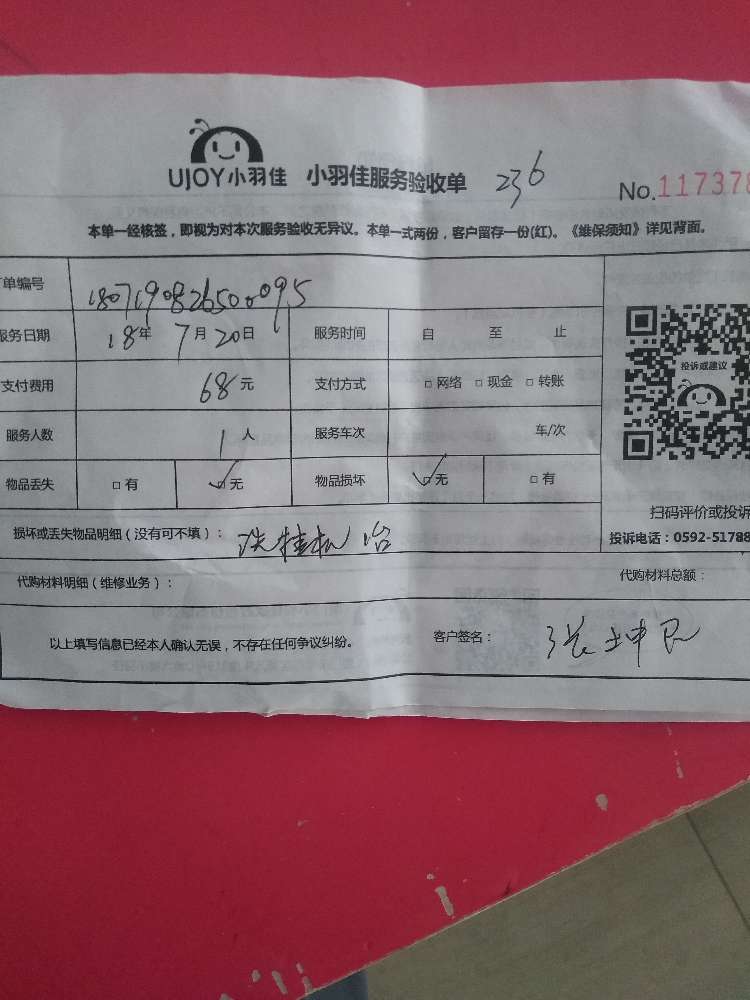 UJOY小羽佳 小羽佳服务验收单 236 No.117378
本单一经核签，即视为对本次服务验收无异议。本单一式两份，客户留存一份(红)。《维保须知》详见背面。
单编号 1807190826500095
服务日期 18年 7月 20日 服务时间 自 至 止
支付费用 68元 支付方式 □网络 □现金 □转账
服务人数 1人 服务车次 车/次
投诉或建议
物品丢失 □有 ☑无 物品损坏 ☑无 □有
扫码评价或投诉
损坏或丢失物品明细（没有可不填）： 洗挂机
投诉电话：0592-51788
代购材料明细（维修业务）： 代购材料总额：
以上填写信息已经本人确认无误，不存在任何争议纠纷。 客户签名： 张坤